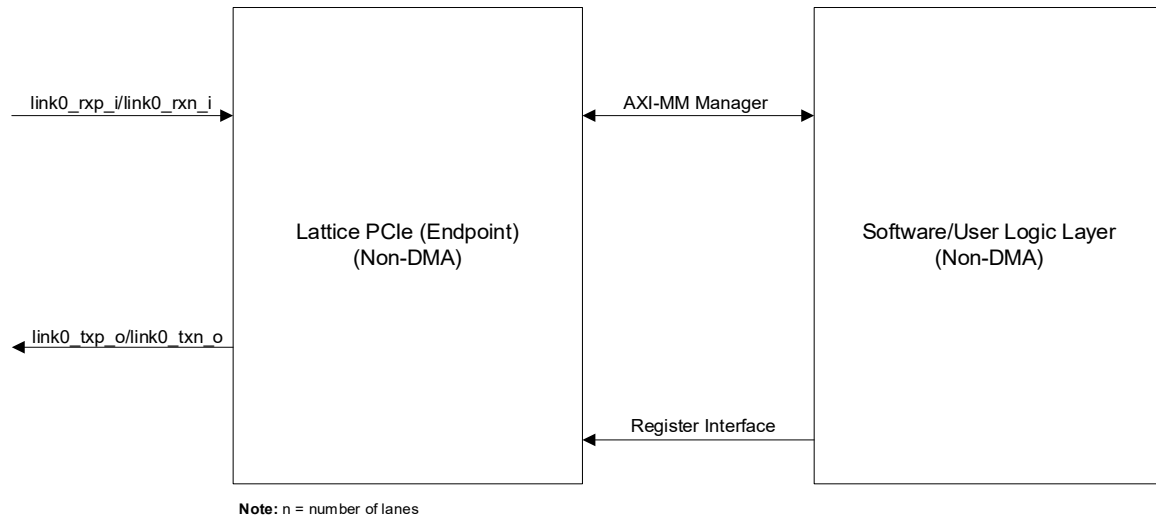 link0_rxp_i/link0_rxn_i
AXI-MM Manager
Lattice PCIe (Endpoint)
(Non-DMA)
Software/User Logic Layer
(Non-DMA)
link0_txp_o/link0_txn_o
Register Interface
Note: n = number of lanes